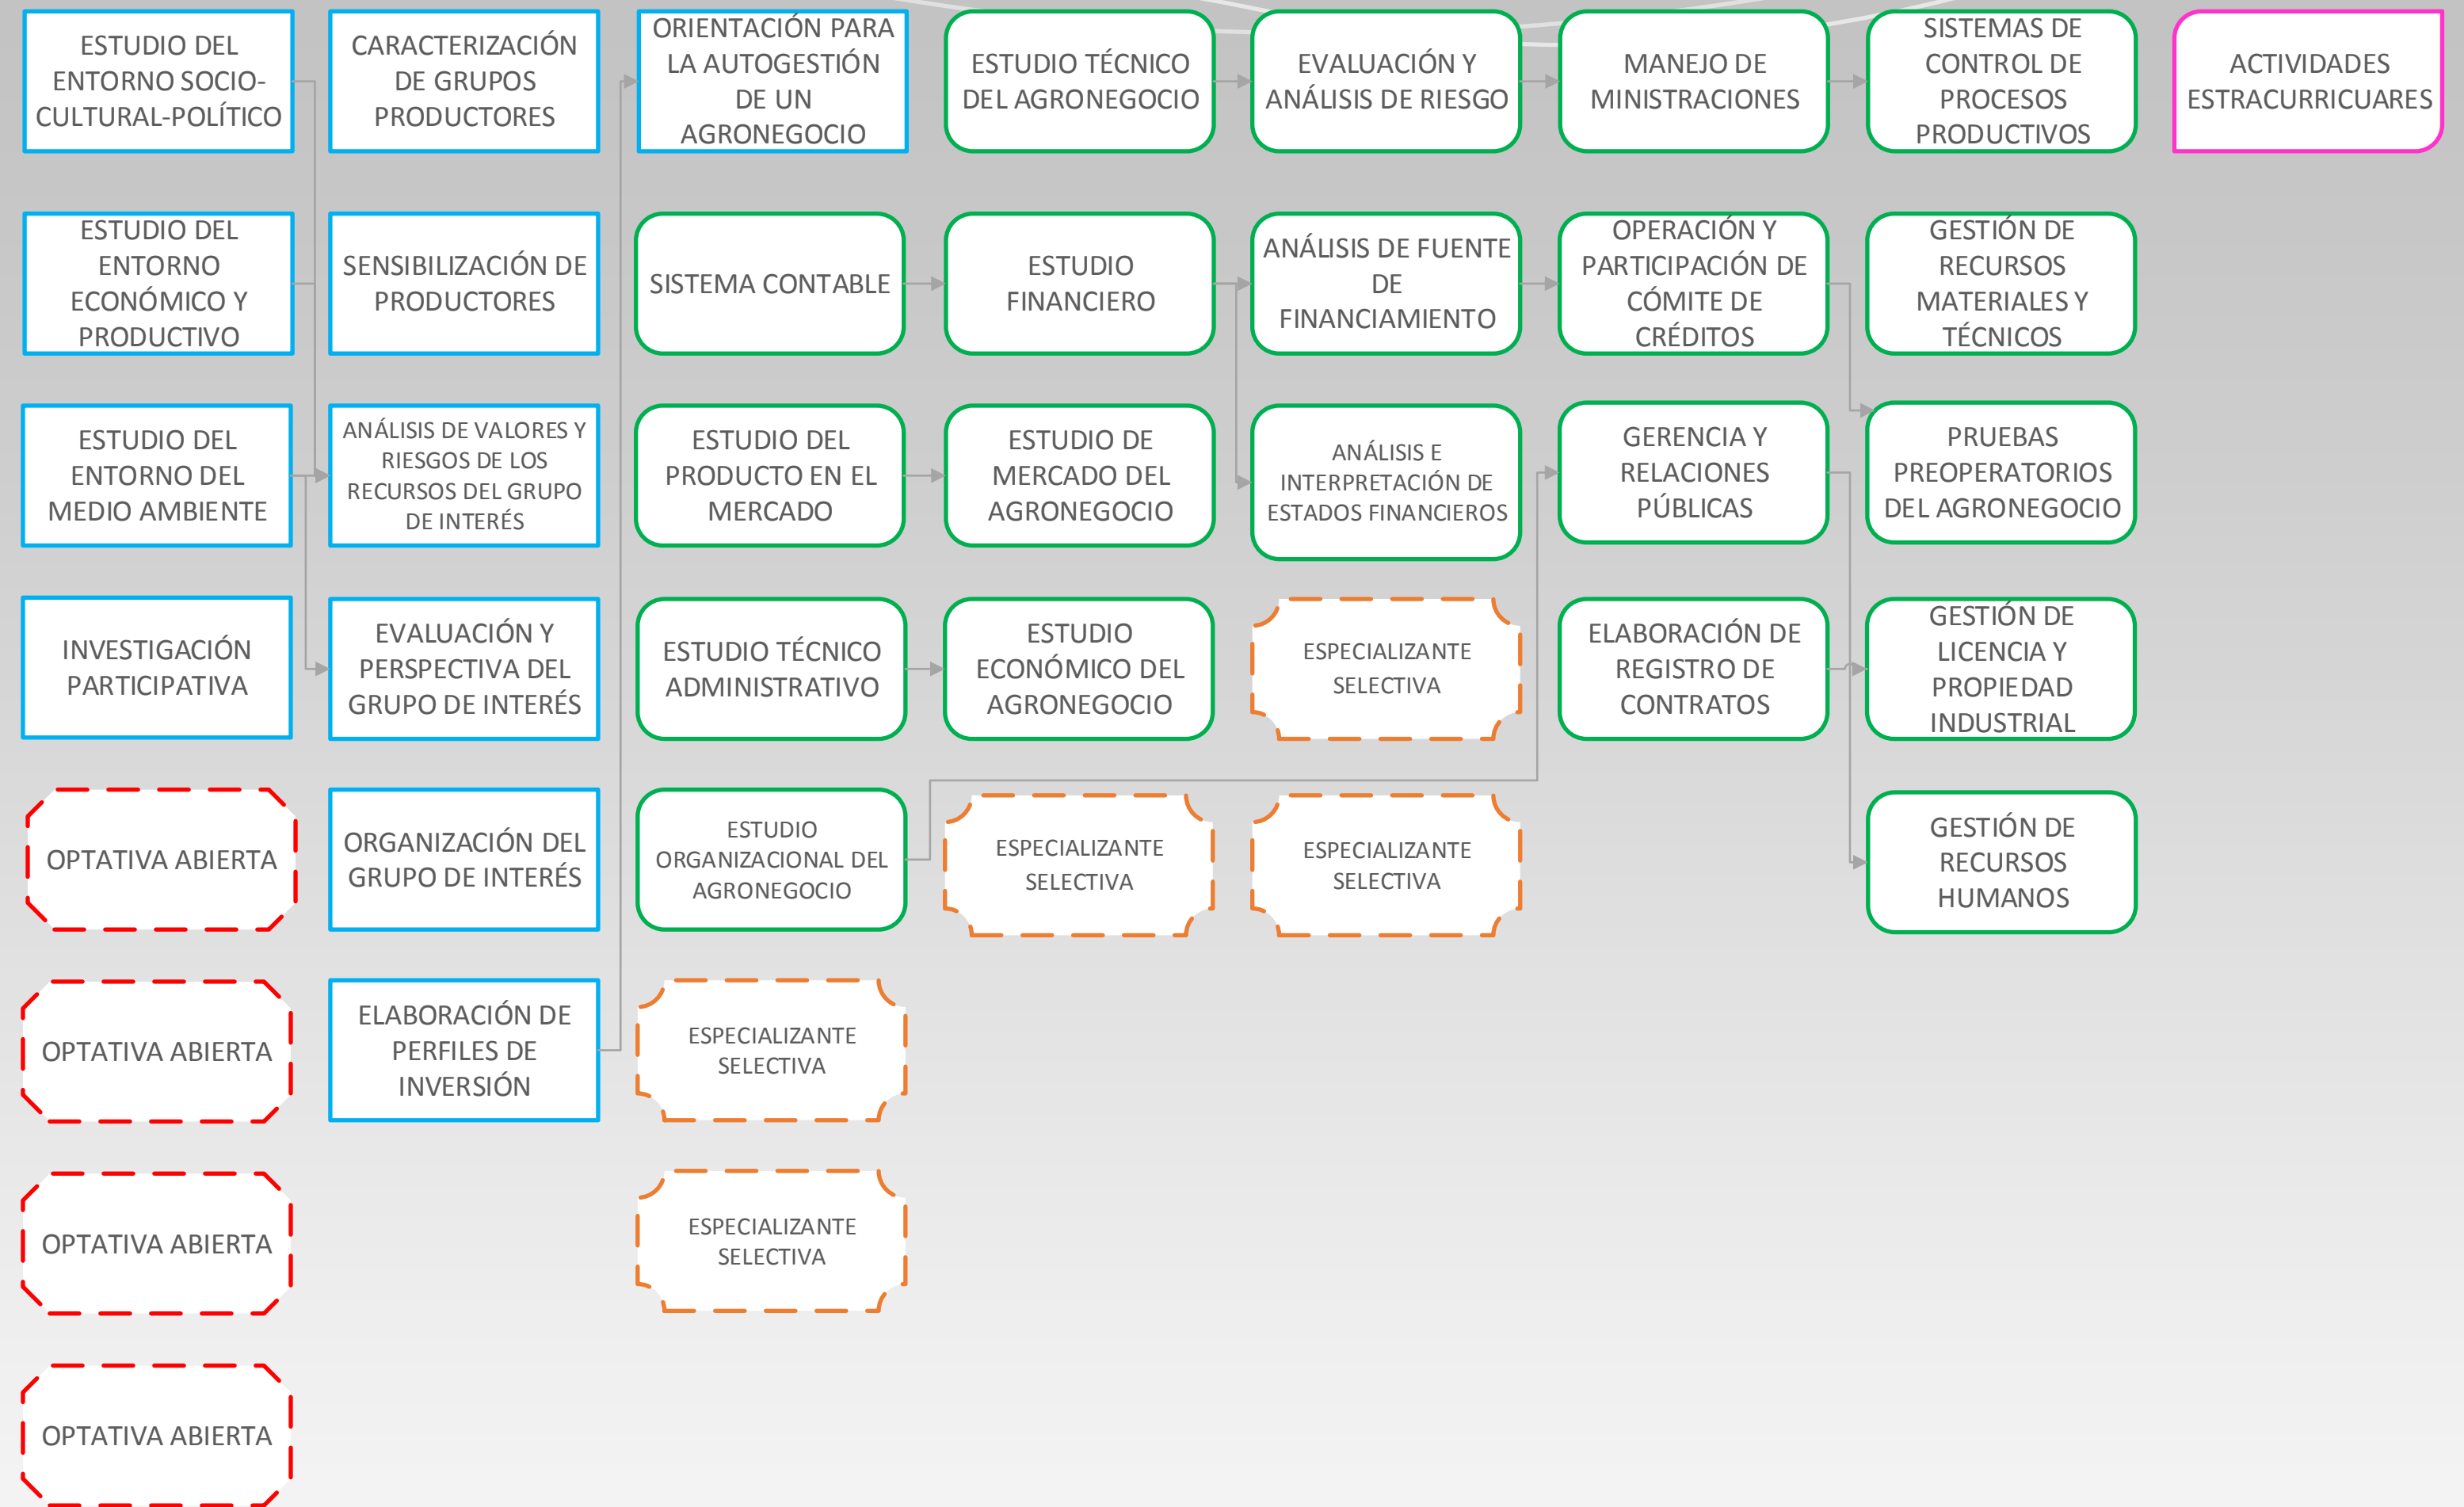 ESTUDIO DEL
ENTORNO SOCIO-
CULTURAL-POLÍTICO
CARACTERIZACIÓN
DE GRUPOS
PRODUCTORES
ORIENTACIÓN PARA
LA AUTOGESTIÓN
DE UN
AGRONEGOCIO
ESTUDIO TÉCNICO
DEL AGRONEGOCIO
EVALUACIÓN Y
ANÁLISIS DE RIESGO
MANEJO DE
MINISTRACIONES
SISTEMAS DE
CONTROL DE
PROCESOS
PRODUCTIVOS
ACTIVIDADES
ESTRACURRICUARES
ESTUDIO DEL
ENTORNO
ECONÓMICO Y
PRODUCTIVO
SENSIBILIZACIÓN DE
PRODUCTORES
SISTEMA CONTABLE
ESTUDIO
FINANCIERO
ANÁLISIS DE FUENTE
DE
FINANCIAMIENTO
OPERACIÓN Y
PARTICIPACIÓN DE
CÓMITE DE
CRÉDITOS
GESTIÓN DE
RECURSOS
MATERIALES Y
TÉCNICOS
ESTUDIO DEL
ENTORNO DEL
MEDIO AMBIENTE
ANÁLISIS DE VALORES Y
RIESGOS DE LOS
RECURSOS DEL GRUPO
DE INTERÉS
ESTUDIO DEL
PRODUCTO EN EL
MERCADO
ESTUDIO DE
MERCADO DEL
AGRONEGOCIO
ANÁLISIS E
INTERPRETACIÓN DE
ESTADOS FINANCIEROS
GERENCIA Y
RELACIONES
PÚBLICAS
PRUEBAS
PREOPERATORIOS
DEL AGRONEGOCIO
INVESTIGACIÓN
PARTICIPATIVA
EVALUACIÓN Y
PERSPECTIVA DEL
GRUPO DE INTERÉS
ESTUDIO TÉCNICO
ADMINISTRATIVO
ESTUDIO
ECONÓMICO DEL
AGRONEGOCIO
ESPECIALIZANTE
SELECTIVA
ELABORACIÓN DE
REGISTRO DE
CONTRATOS
GESTIÓN DE
LICENCIA Y
PROPIEDAD
INDUSTRIAL
OPTATIVA ABIERTA
ORGANIZACIÓN DEL
GRUPO DE INTERÉS
ESTUDIO
ORGANIZACIONAL DEL
AGRONEGOCIO
ESPECIALIZANTE
SELECTIVA
ESPECIALIZANTE
SELECTIVA
GESTIÓN DE
RECURSOS
HUMANOS
OPTATIVA ABIERTA
ELABORACIÓN DE
PERFILES DE
INVERSIÓN
ESPECIALIZANTE
SELECTIVA
OPTATIVA ABIERTA
ESPECIALIZANTE
SELECTIVA
OPTATIVA ABIERTA